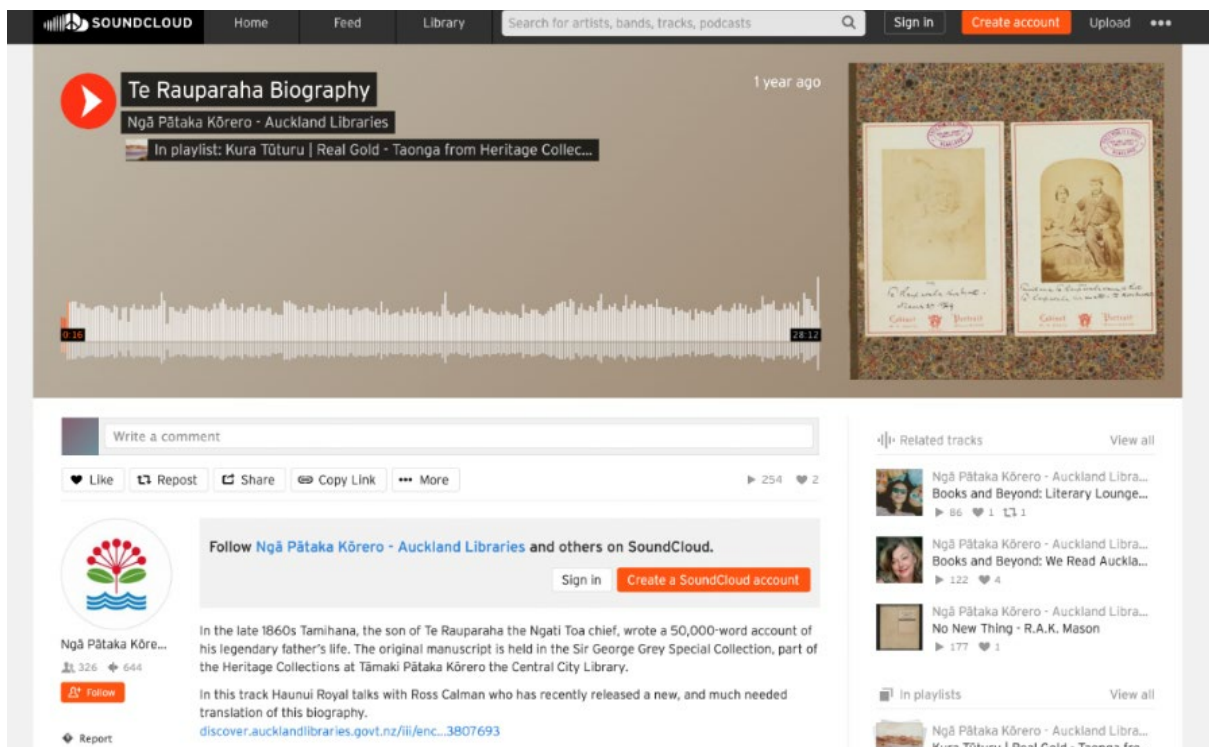 SOUNDCLOUD Home Feed Library Search for artists, bands, tracks, podcasts Sign in Create account Upload •••
Te Rauparaha Biography
1 year ago
Ngā Pātaka Kōrero - Auckland Libraries
In playlist: Kura Tūturu | Real Gold - Taonga from Heritage Collec...
Cabinet Portrait
Cabinet Portrait
0:16
28:12
Write a comment
Like Repost Share Copy Link ••• More
254 2
Follow Ngā Pātaka Kōrero - Auckland Libraries and others on SoundCloud.
Sign in Create a SoundCloud account
Ngā Pātaka Kōre...
326 644
Follow
Report
In the late 1860s Tamihana, the son of Te Rauparaha the Ngati Toa chief, wrote a 50,000-word account of
his legendary father's life. The original manuscript is held in the Sir George Grey Special Collection, part of
the Heritage Collections at Tāmaki Pātaka Kōrero the Central City Library.
In this track Haunui Royal talks with Ross Calman who has recently released a new, and much needed
translation of this biography.
discover.aucklandlibraries.govt.nz/iii/enc...3807693
Related tracks View all
Ngā Pātaka Kōrero - Auckland Libra...
Books and Beyond: Literary Lounge...
86 1 1
Ngā Pātaka Kōrero - Auckland Libra...
Books and Beyond: We Read Auckla...
122 4
Ngā Pātaka Kōrero - Auckland Libra...
No New Thing - R.A.K. Mason
177 1
In playlists View all
Ngā Pātaka Kōrero - Auckland Libra...
Kura Tūturu | Real Gold - Taonga fra...